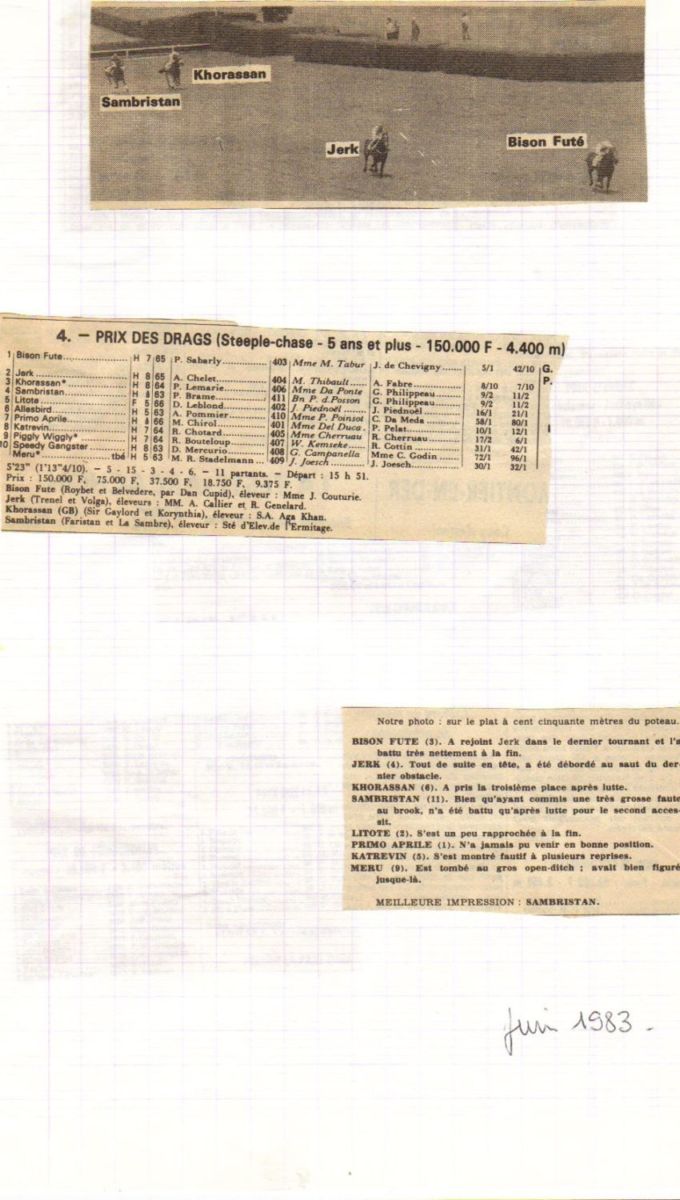 Sambristan
Khorassan
Jerk
Bison Futé
4. — PRIX DES DRAGS (Steeple-chase - 5 ans et plus - 150.000 F - 4.400 m)
1 Bison Fute H 7 65 P. Sabarly 403 Mme M. Tabur J. de Chevigny 5/1 42/10 G.
2 Jerk H 8 65 A. Chelet 404 M. Thibault A. Fabre 8/10 7/10 P.
3 Khorassan* H 8 64 P. Lemarie 406 Mme Da Ponte G. Philippeau 9/2 11/2
4 Sambristan H 8 63 P. Brame 411 Bn P. d.Posson G. Philippeau 9/2 11/2
5 Litote F 5 66 D. Leblond 402 J. Piednoël J. Piednoël 16/1 21/1
6 Allasbird H 5 63 A. Pommier 410 Mme P. Poinsot C. Da Meda 58/1 80/1
7 Primo Aprile H 66 M. Chirol 401 Mme Del Duca P. Pelat 10/1 12/1
8 Katrevin H 7 64 R. Chotard 405 Mme Cherruau R. Cherruau 17/2 6/1
9 Piggly Wiggly* H 7 64 R. Bouteloup 407 W. Kemseke R. Cottin 31/1 42/1
10 Speedy Gangster H 8 63 D. Mercurio 408 G. Campanella Mme C. Godin 72/1 96/1
Meru* tbé H 5 63 M. R. Stadelmann 409 J. Joesch J. Joesch 30/1 32/1
5'23" (1'13"4/10). — 5 - 15 - 3 - 4 - 6. — 11 partants. — Départ : 15 h 51.
Prix : 150.000 F, 75.000 F, 37.500 F, 18.750 F, 9.375 F.
Bison Fute (Roybet et Belvedere, par Dan Cupid), éleveur : Mme J. Couturie.
Jerk (Trenel et Volga), éleveurs : MM. A. Callier et R. Genelard.
Khorassan (GB) (Sir Gaylord et Korynthia), éleveur : S.A. Aga Khan.
Sambristan (Faristan et La Sambre), éleveur : Sté d'Elev.de l'Ermitage.
Notre photo : sur le plat à cent cinquante mètres du poteau.
BISON FUTE (3). A rejoint Jerk dans le dernier tournant et l'a
battu très nettement à la fin.
JERK (4). Tout de suite en tête, a été débordé au saut du der-
nier obstacle.
KHORASSAN (6). A pris la troisième place après lutte.
SAMBRISTAN (11). Bien qu'ayant commis une très grosse faute
au brook, n'a été battu qu'après lutte pour le second acces-
sit.
LITOTE (2). S'est un peu rapprochée à la fin.
PRIMO APRILE (1). N'a jamais pu venir en bonne position.
KATREVIN (5). S'est montré fautif à plusieurs reprises.
MERU (9). Est tombé au gros open-ditch ; avait bien figuré
jusque-là.
MEILLEURE IMPRESSION : SAMBRISTAN.
Juin 1983.